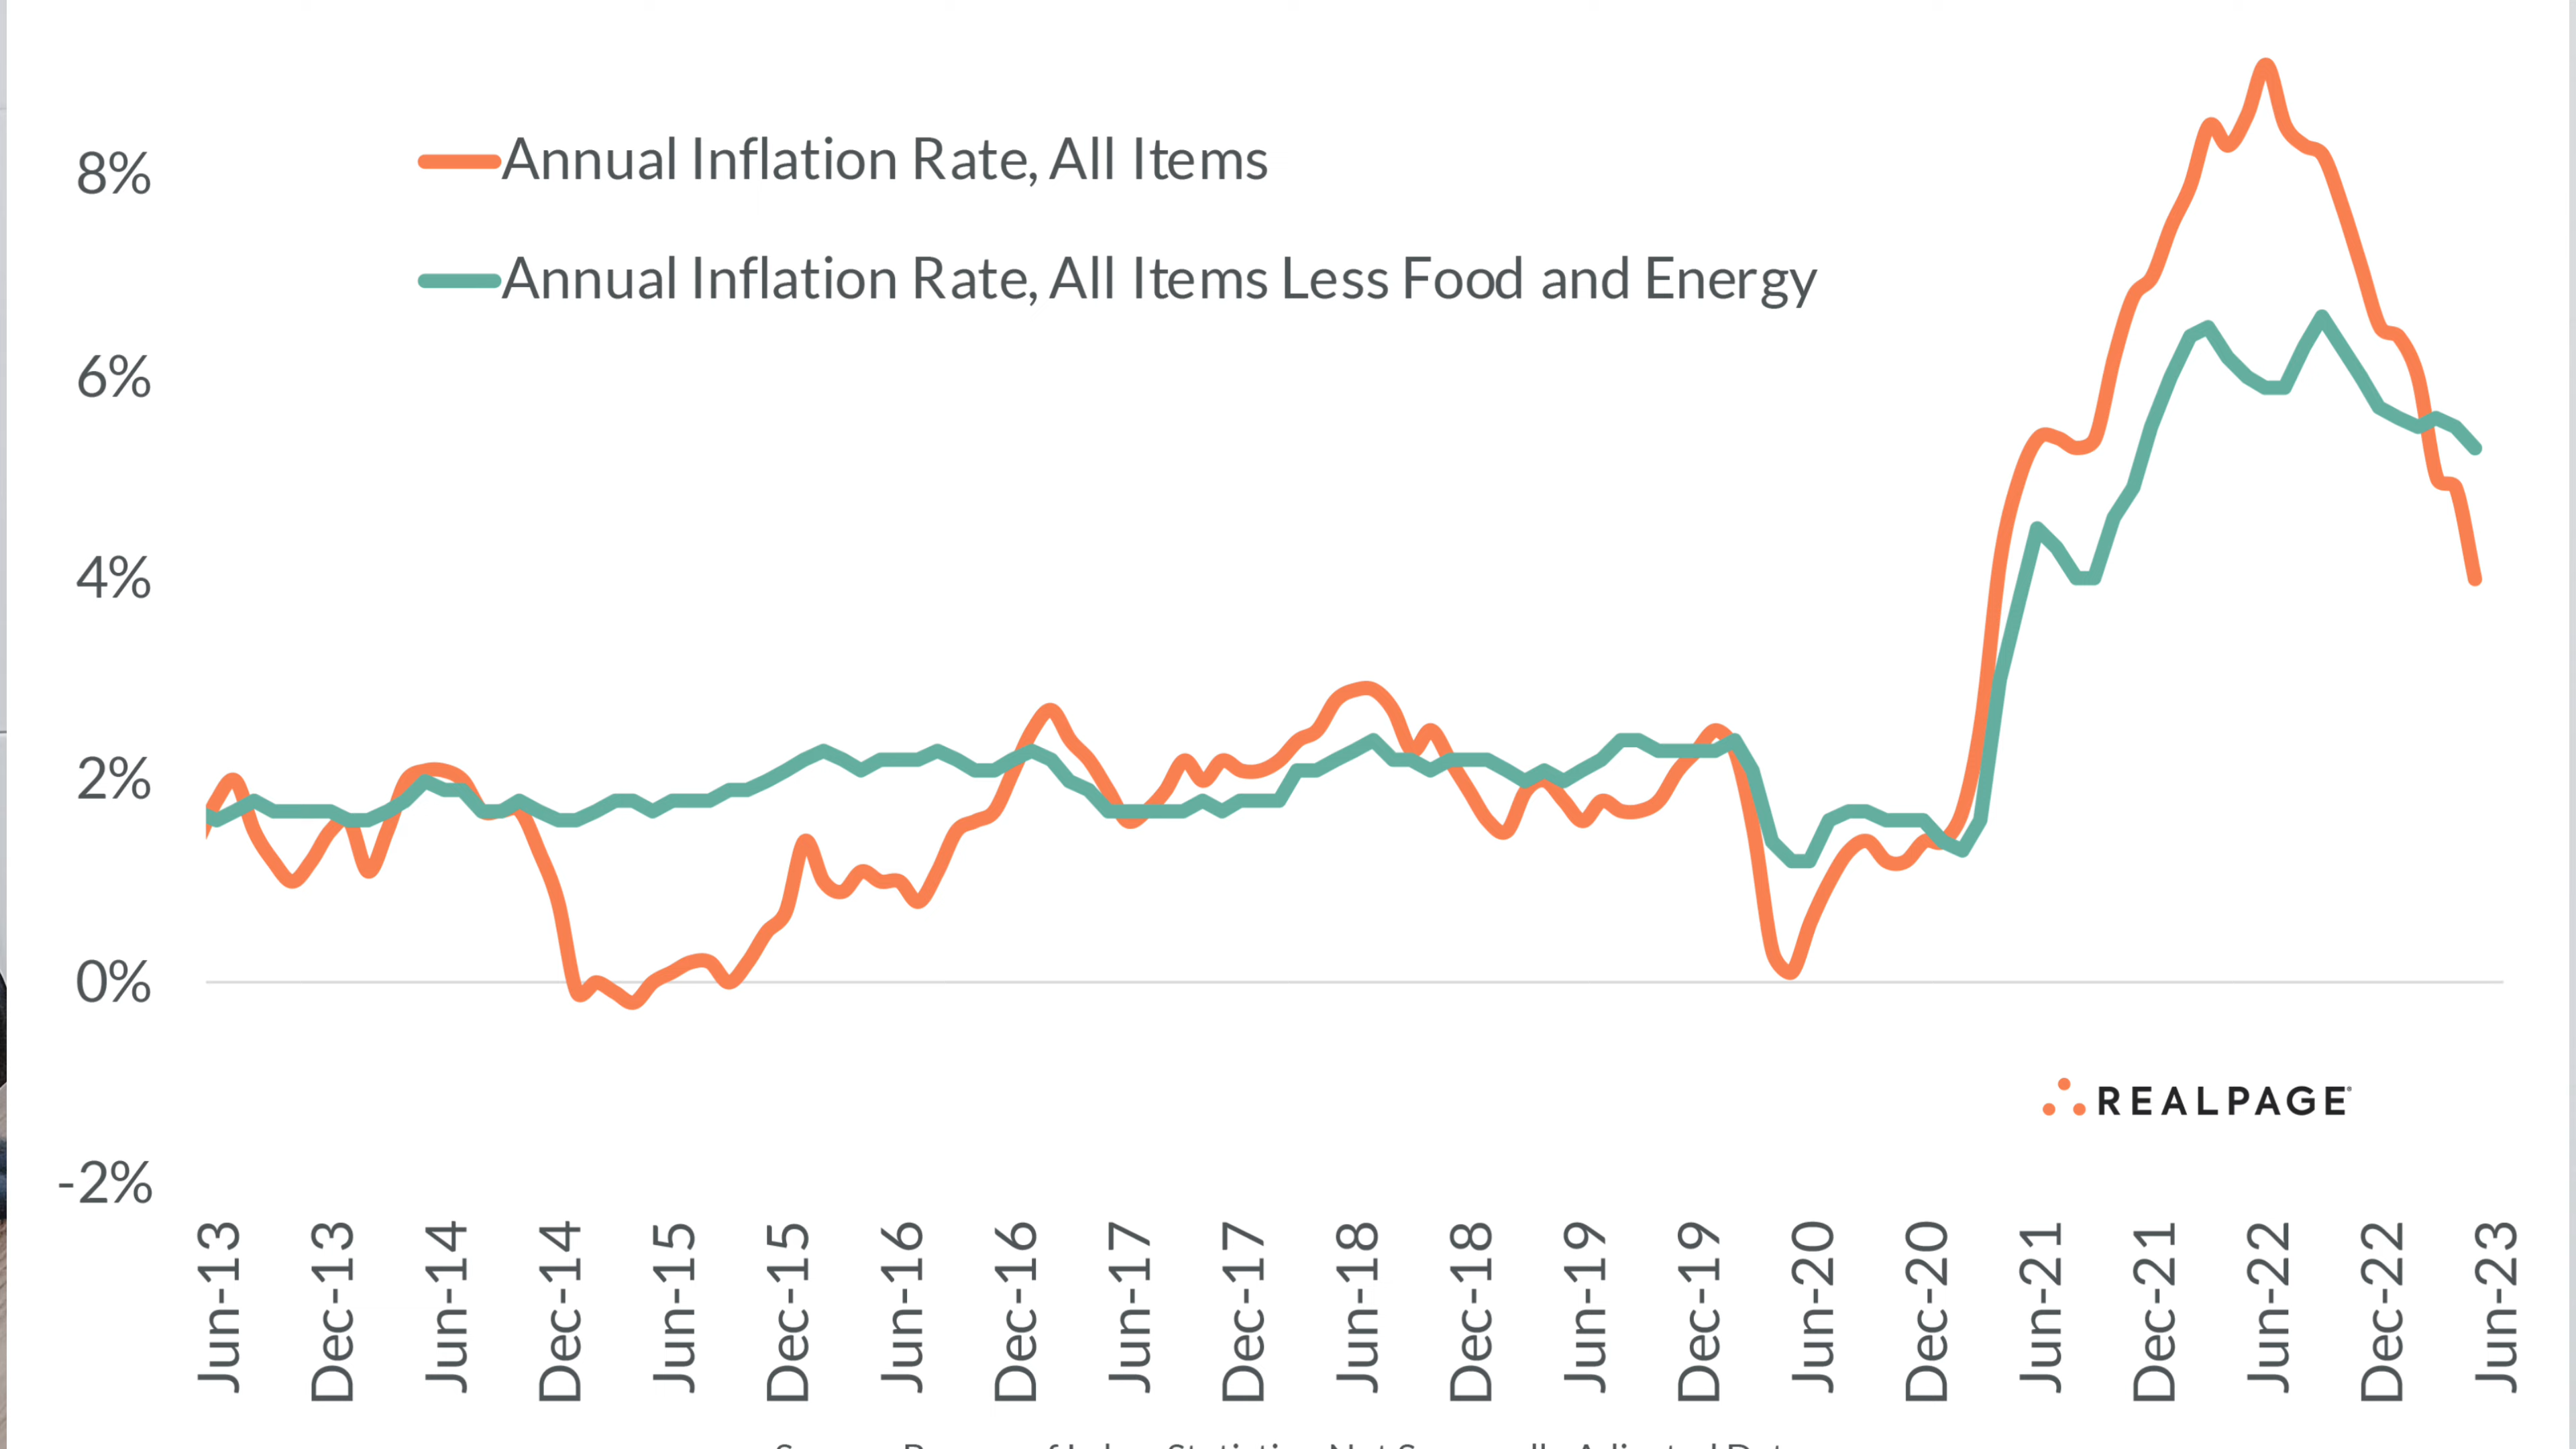 Annual Inflation Rate, All Items
Annual Inflation Rate, All Items Less Food and Energy
8%
6%
4%
2%
0%
-2%
REALPAGE
Jun-13
Dec-13
Jun-14
Dec-14
Jun-15
Dec-15
Jun-16
Dec-16
Jun-17
Dec-17
Jun-18
Dec-18
Jun-19
Dec-19
Jun-20
Dec-20
Jun-21
Dec-21
Jun-22
Dec-22
Jun-23